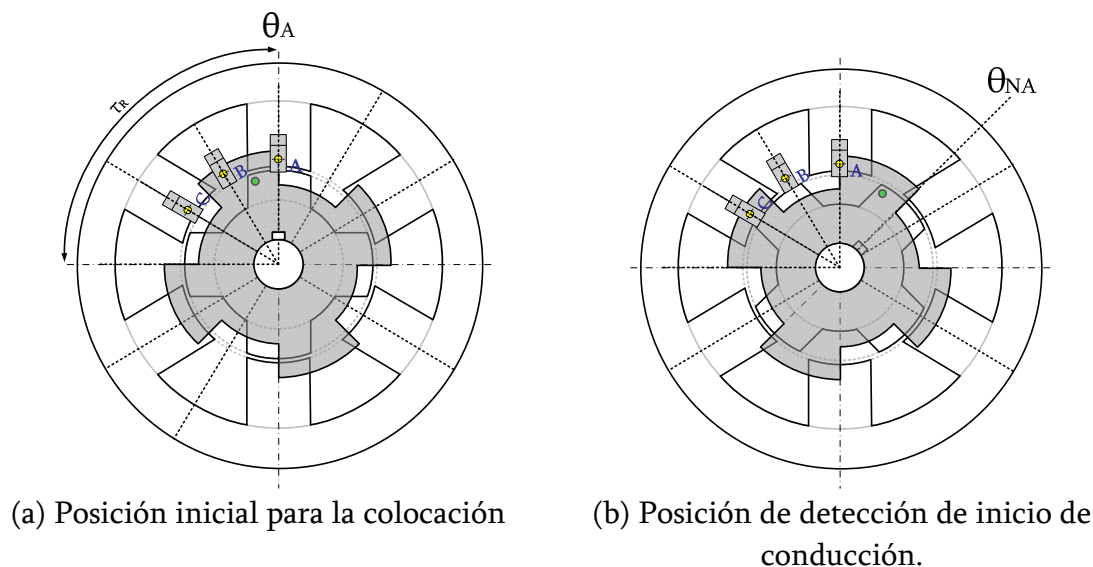 θA
τR
A
B
C
(a) Posición inicial para la colocación
θNA
A
B
C
(b) Posición de detección de inicio de
conducción.